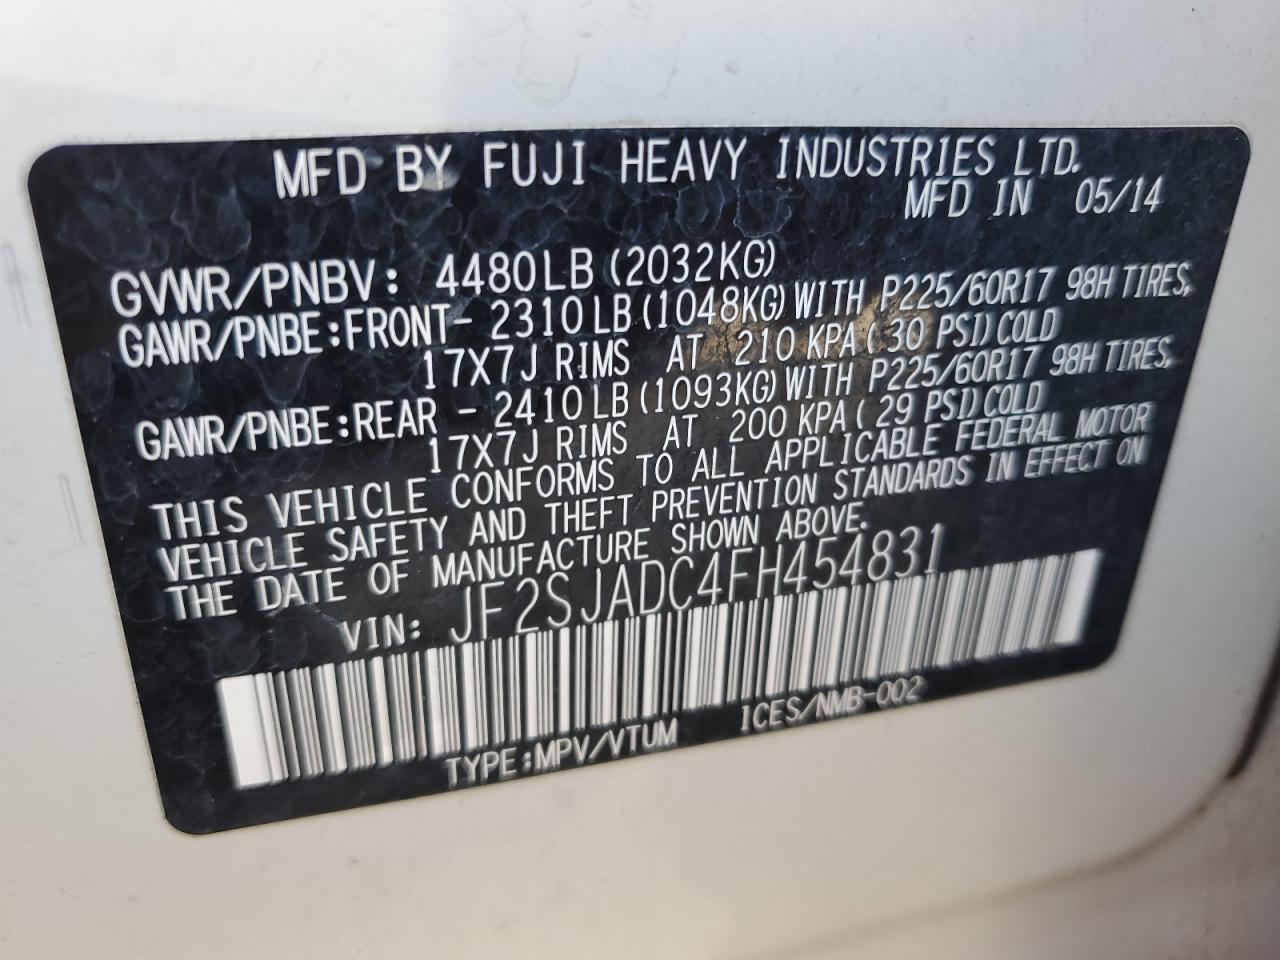 MFD BY FUJI HEAVY INDUSTRIES LTD.
MFD IN 05/14
GVWR/PNBV: 4480LB (2032KG)
GAWR/PNBE:FRONT- 2310LB (1048KG) WITH P225/60R17 98H TIRES,
17X7J RIMS AT 210 KPA (30 PSI) COLD
GAWR/PNBE:REAR - 2410LB (1093KG) WITH P225/60R17 98H TIRES,
17X7J RIMS AT 200 KPA (29 PSI) COLD
THIS VEHICLE CONFORMS TO ALL APPLICABLE FEDERAL MOTOR
VEHICLE SAFETY AND THEFT PREVENTION STANDARDS IN EFFECT ON
THE DATE OF MANUFACTURE SHOWN ABOVE.
VIN: JF2SJADC4FH454831
TYPE:MPV/VTUM ICES/NMB-002